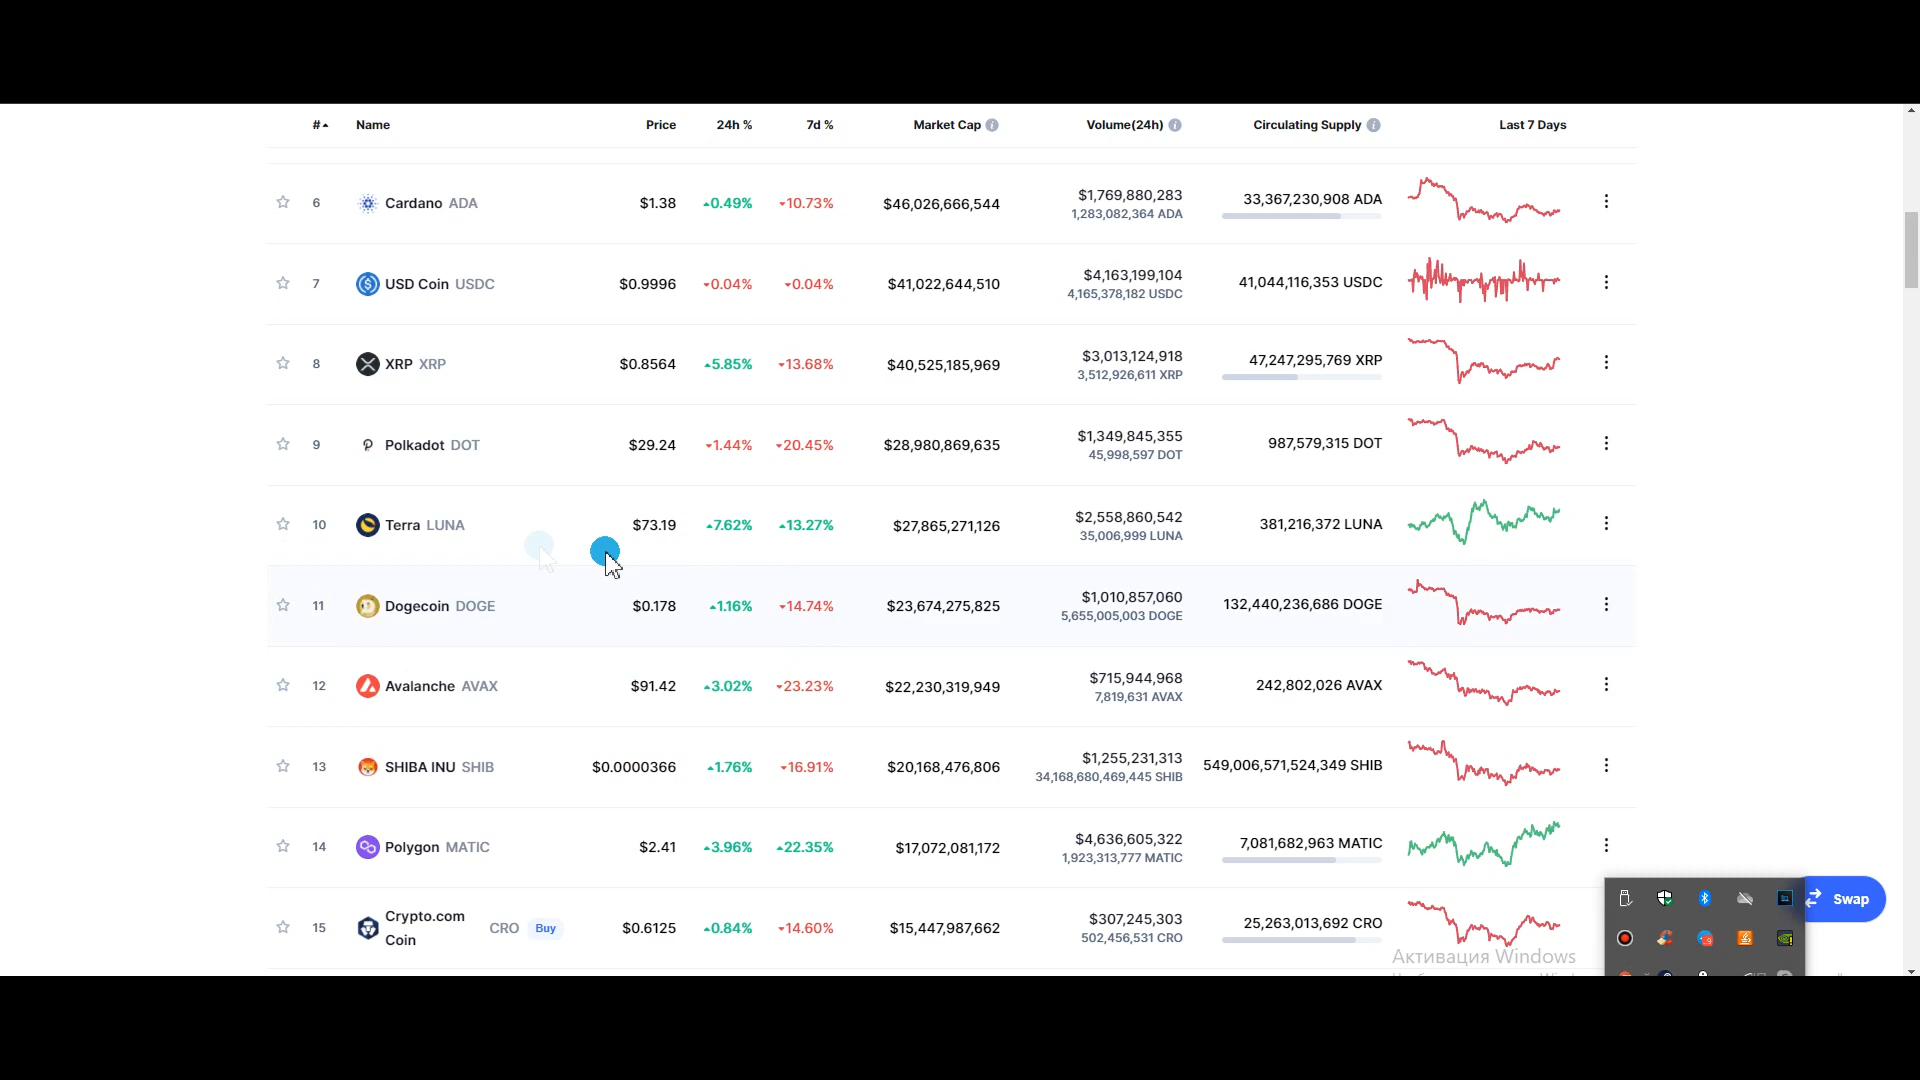 # Name Price 24h % 7d % Market Cap Volume(24h) Circulating Supply Last 7 Days
6 Cardano ADA $1.38 0.49% 10.73% $46,026,666,544 $1,769,880,283 33,367,230,908 ADA
1,283,082,364 ADA
7 USD Coin USDC $0.9996 0.04% 0.04% $41,022,644,510 $4,163,199,104 41,044,116,353 USDC
4,165,378,182 USDC
8 XRP XRP $0.8564 5.85% 13.68% $40,525,185,969 $3,013,124,918 47,247,295,769 XRP
3,512,926,611 XRP
9 Polkadot DOT $29.24 1.44% 20.45% $28,980,869,635 $1,349,845,355 987,579,315 DOT
45,998,597 DOT
10 Terra LUNA $73.19 7.62% 13.27% $27,865,271,126 $2,558,860,542 381,216,372 LUNA
35,006,999 LUNA
11 Dogecoin DOGE $0.178 1.16% 14.74% $23,674,275,825 $1,010,857,060 132,440,236,686 DOGE
5,655,005,003 DOGE
12 Avalanche AVAX $91.42 3.02% 23.23% $22,230,319,949 $715,944,968 242,802,026 AVAX
7,819,631 AVAX
13 SHIBA INU SHIB $0.0000366 1.76% 16.91% $20,168,476,806 $1,255,231,313 549,006,571,524,349 SHIB
34,168,680,469,445 SHIB
14 Polygon MATIC $2.41 3.96% 22.35% $17,072,081,172 $4,636,605,322 7,081,682,963 MATIC
1,923,313,777 MATIC
15 Crypto.com Coin CRO Buy $0.6125 0.84% 14.60% $15,447,987,662 $307,245,303 25,263,013,692 CRO
502,456,531 CRO
Swap
Активация Windows